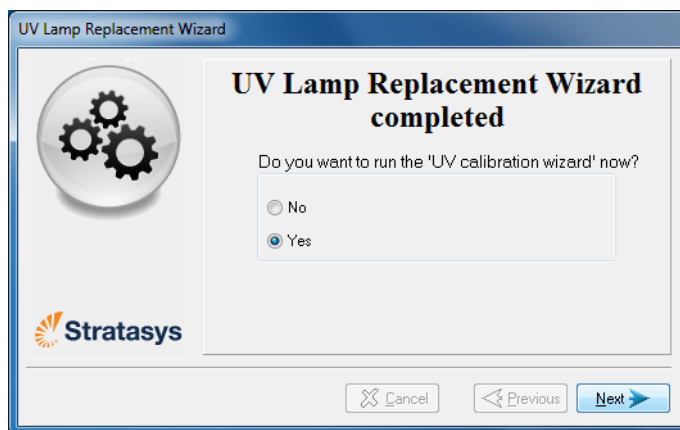 UV Lamp Replacement Wizard
UV Lamp Replacement Wizard
completed
Do you want to run the 'UV calibration wizard' now?
No
Yes
Stratasys
Cancel
Previous
Next